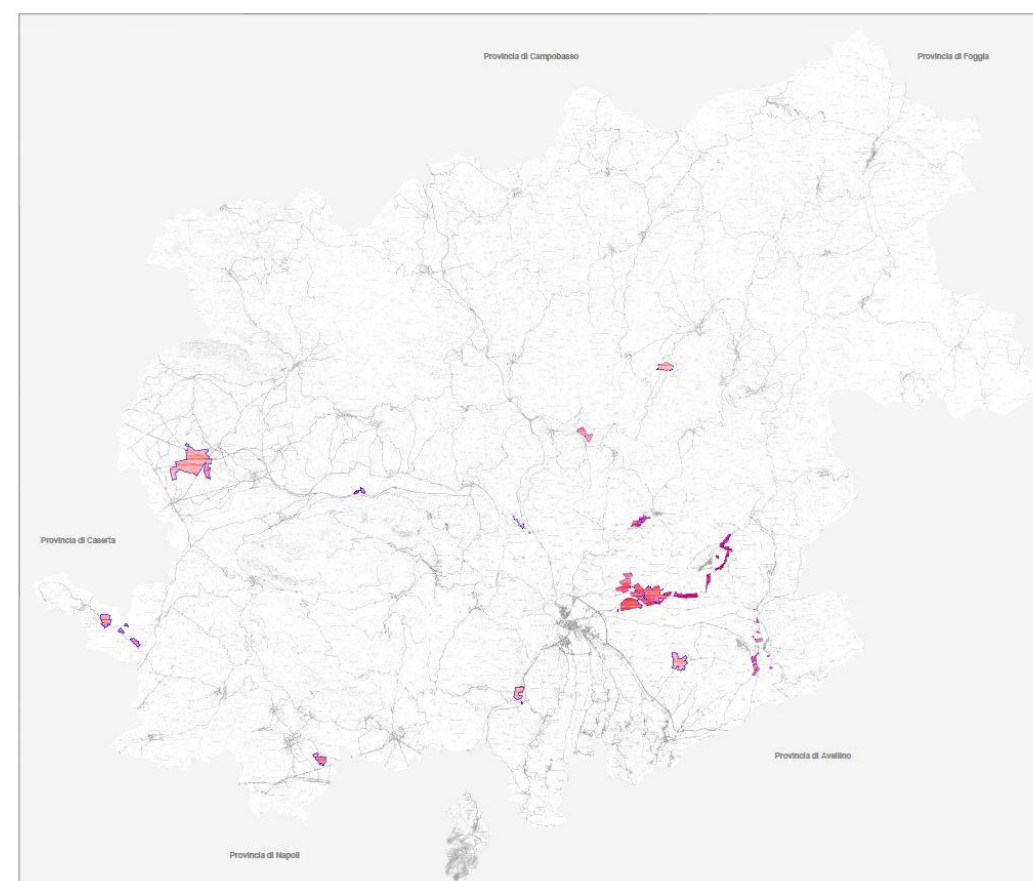 Provincia di Campobasso
Provincia di Foggia
Provincia di Caserta
Provincia di Avellino
Provincia di Napoli